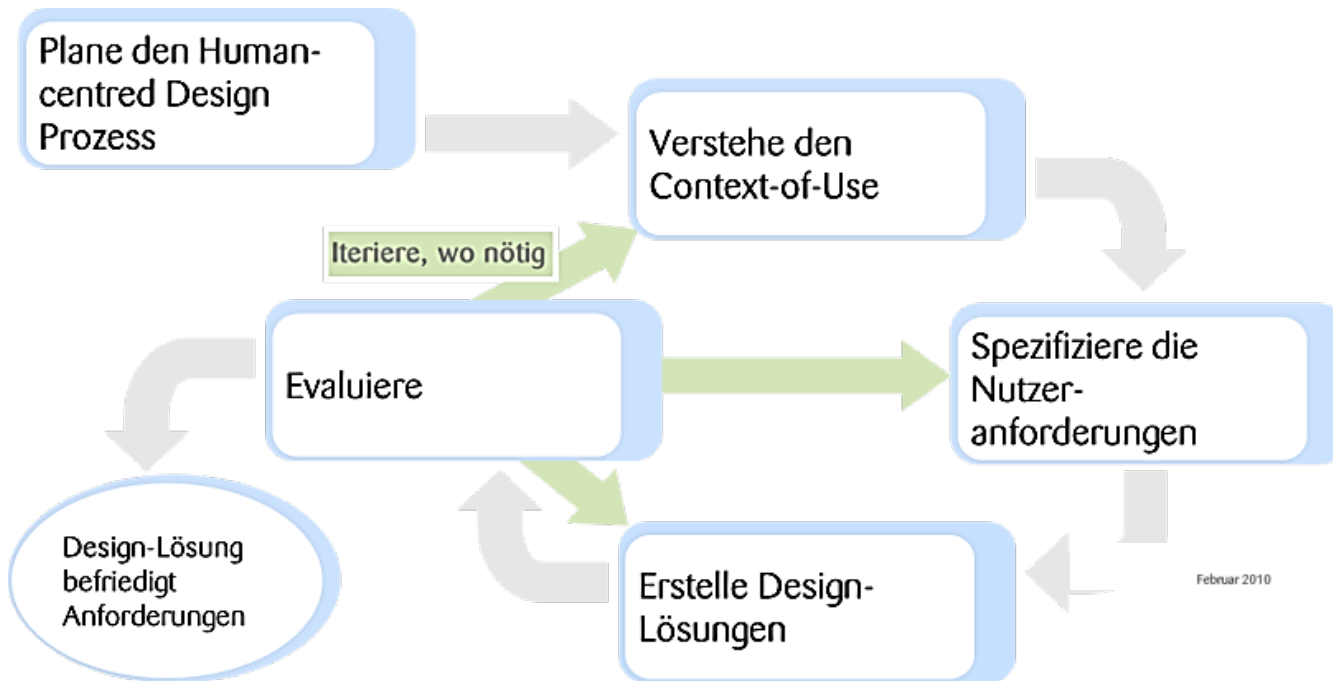 Plane den Human-
centred Design
Prozess
Verstehe den
Context-of-Use
Iteriere, wo nötig
Evaluiere
Spezifiziere die
Nutzer-
anforderungen
Design-Lösung
befriedigt
Anforderungen
Erstelle Design-
Lösungen
Februar 2010